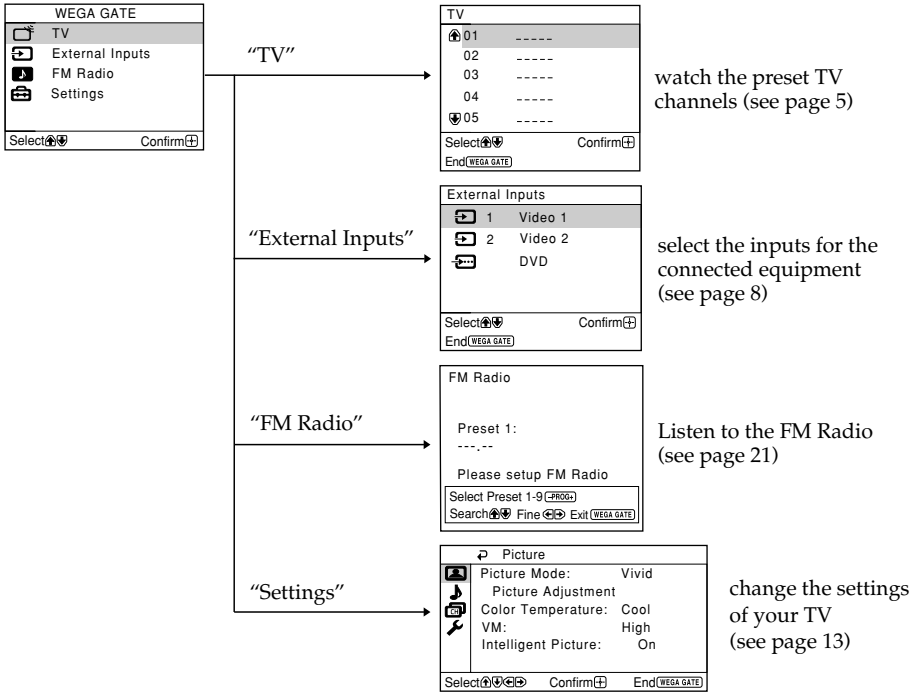 WEGA GATE
TV
External Inputs
FM Radio
Settings
Select Confirm
"TV"
TV
01 -----
02 -----
03 -----
04 -----
05 -----
Select Confirm
End WEGA GATE
watch the preset TV
channels (see page 5)
"External Inputs"
External Inputs
1 Video 1
2 Video 2
DVD
Select Confirm
End WEGA GATE
select the inputs for the
connected equipment
(see page 8)
"FM Radio"
FM Radio
Preset 1:
---.--
Please setup FM Radio
Select Preset 1-9 -PROG+
Search Fine Exit WEGA GATE
Listen to the FM Radio
(see page 21)
"Settings"
Picture
Picture Mode: Vivid
Picture Adjustment
CH
Color Temperature: Cool
VM: High
Intelligent Picture: On
Select Confirm End WEGA GATE
change the settings
of your TV
(see page 13)